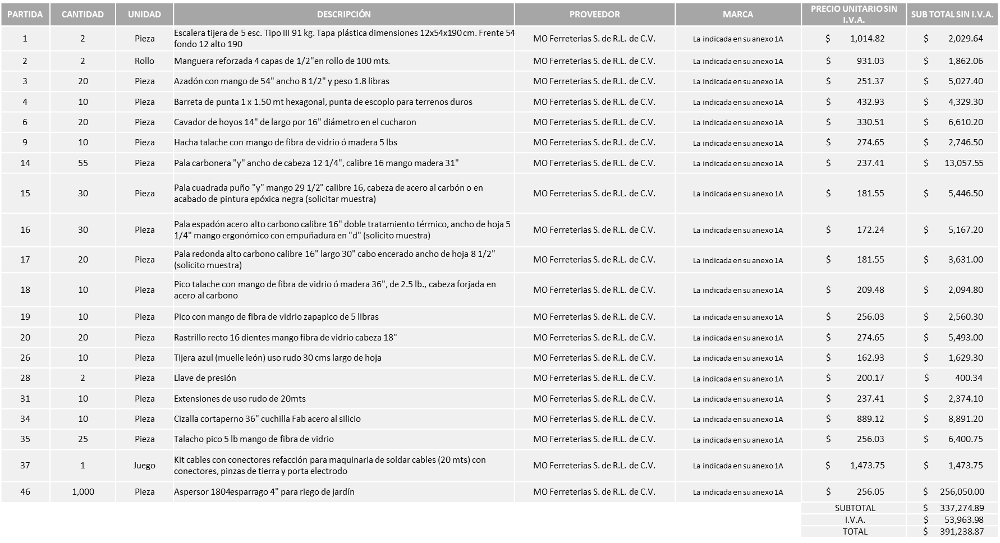 PARTIDA CANTIDAD UNIDAD DESCRIPCIÓN PROVEEDOR MARCA PRECIO UNITARIO SIN I.V.A. SUB TOTAL SIN I.V.A.
1 2 Pieza Escalera tijera de 5 esc. Tipo III 91 kg. Tapa plástica dimensiones 12x54x190 cm. Frente 54 fondo 12 alto 190 MO Ferreterias S. de R.L. de C.V. La indicada en su anexo 1A $ 1,014.82 $ 2,029.64
2 2 Rollo Manguera reforzada 4 capas de 1/2"en rollo de 100 mts. MO Ferreterias S. de R.L. de C.V. La indicada en su anexo 1A $ 931.03 $ 1,862.06
3 20 Pieza Azadón con mango de 54" ancho 8 1/2" y peso 1.8 libras MO Ferreterias S. de R.L. de C.V. La indicada en su anexo 1A $ 251.37 $ 5,027.40
4 10 Pieza Barreta de punta 1 x 1.50 mt hexagonal, punta de escoplo para terrenos duros MO Ferreterias S. de R.L. de C.V. La indicada en su anexo 1A $ 432.93 $ 4,329.30
6 20 Pieza Cavador de hoyos 14" de largo por 16" diámetro en el cucharon MO Ferreterias S. de R.L. de C.V. La indicada en su anexo 1A $ 330.51 $ 6,610.20
9 10 Pieza Hacha talache con mango de fibra de vidrio ó madera 5 lbs MO Ferreterias S. de R.L. de C.V. La indicada en su anexo 1A $ 274.65 $ 2,746.50
14 55 Pieza Pala carbonera "y" ancho de cabeza 12 1/4", calibre 16 mango madera 31" MO Ferreterias S. de R.L. de C.V. La indicada en su anexo 1A $ 237.41 $ 13,057.55
15 30 Pieza Pala cuadrada puño "y" mango 29 1/2" calibre 16, cabeza de acero al carbón o en acabado de pintura epóxica negra (solicitar muestra) MO Ferreterias S. de R.L. de C.V. La indicada en su anexo 1A $ 181.55 $ 5,446.50
16 30 Pieza Pala espadón acero alto carbono calibre 16" doble tratamiento térmico, ancho de hoja 5 1/4" mango ergonómico con empuñadura en "d" (solicito muestra) MO Ferreterias S. de R.L. de C.V. La indicada en su anexo 1A $ 172.24 $ 5,167.20
17 20 Pieza Pala redonda alto carbono calibre 16" largo 30" cabo encerado ancho de hoja 8 1/2" (solicito muestra) MO Ferreterias S. de R.L. de C.V. La indicada en su anexo 1A $ 181.55 $ 3,631.00
18 10 Pieza Pico talache con mango de fibra de vidrio ó madera 36", de 2.5 lb., cabeza forjada en acero al carbono MO Ferreterias S. de R.L. de C.V. La indicada en su anexo 1A $ 209.48 $ 2,094.80
19 10 Pieza Pico con mango de fibra de vidrio zapapico de 5 libras MO Ferreterias S. de R.L. de C.V. La indicada en su anexo 1A $ 256.03 $ 2,560.30
20 20 Pieza Rastrillo recto 16 dientes mango fibra de vidrio cabeza 18" MO Ferreterias S. de R.L. de C.V. La indicada en su anexo 1A $ 274.65 $ 5,493.00
26 10 Pieza Tijera azul (muelle león) uso rudo 30 cms largo de hoja MO Ferreterias S. de R.L. de C.V. La indicada en su anexo 1A $ 162.93 $ 1,629.30
28 2 Pieza Llave de presión MO Ferreterias S. de R.L. de C.V. La indicada en su anexo 1A $ 200.17 $ 400.34
31 10 Pieza Extensiones de uso rudo de 20mts MO Ferreterias S. de R.L. de C.V. La indicada en su anexo 1A $ 237.41 $ 2,374.10
34 10 Pieza Cizalla cortaperno 36" cuchilla Fab acero al silicio MO Ferreterias S. de R.L. de C.V. La indicada en su anexo 1A $ 889.12 $ 8,891.20
35 25 Pieza Talacho pico 5 lb mango de fibra de vidrio MO Ferreterias S. de R.L. de C.V. La indicada en su anexo 1A $ 256.03 $ 6,400.75
37 1 Juego Kit cables con conectores refacción para maquinaria de soldar cables (20 mts) con conectores, pinzas de tierra y porta electrodo MO Ferreterias S. de R.L. de C.V. La indicada en su anexo 1A $ 1,473.75 $ 1,473.75
46 1,000 Pieza Aspersor 1804esparrago 4" para riego de jardín MO Ferreterias S. de R.L. de C.V. La indicada en su anexo 1A $ 256.05 $ 256,050.00
SUBTOTAL $ 337,274.89
I.V.A. $ 53,963.98
TOTAL $ 391,238.87